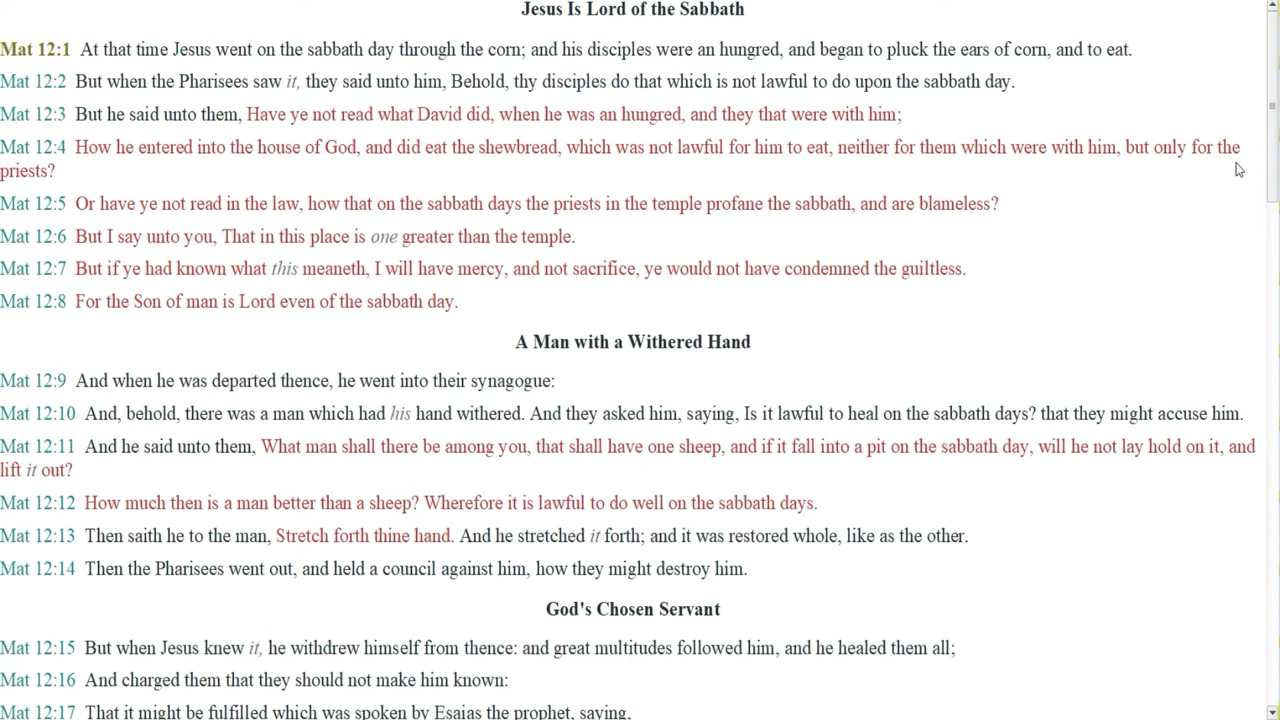 Jesus Is Lord of the Sabbath
Mat 12:1 At that time Jesus went on the sabbath day through the corn; and his disciples were an hungred, and began to pluck the ears of corn, and to eat.
Mat 12:2 But when the Pharisees saw it, they said unto him, Behold, thy disciples do that which is not lawful to do upon the sabbath day.
Mat 12:3 But he said unto them, Have ye not read what David did, when he was an hungred, and they that were with him;
Mat 12:4 How he entered into the house of God, and did eat the shewbread, which was not lawful for him to eat, neither for them which were with him, but only for the
priests?
Mat 12:5 Or have ye not read in the law, how that on the sabbath days the priests in the temple profane the sabbath, and are blameless?
Mat 12:6 But I say unto you, That in this place is one greater than the temple.
Mat 12:7 But if ye had known what this meaneth, I will have mercy, and not sacrifice, ye would not have condemned the guiltless.
Mat 12:8 For the Son of man is Lord even of the sabbath day.
A Man with a Withered Hand
Mat 12:9 And when he was departed thence, he went into their synagogue:
Mat 12:10 And, behold, there was a man which had his hand withered. And they asked him, saying, Is it lawful to heal on the sabbath days? that they might accuse him.
Mat 12:11 And he said unto them, What man shall there be among you, that shall have one sheep, and if it fall into a pit on the sabbath day, will he not lay hold on it, and
lift it out?
Mat 12:12 How much then is a man better than a sheep? Wherefore it is lawful to do well on the sabbath days.
Mat 12:13 Then saith he to the man, Stretch forth thine hand. And he stretched it forth; and it was restored whole, like as the other.
Mat 12:14 Then the Pharisees went out, and held a council against him, how they might destroy him.
God's Chosen Servant
Mat 12:15 But when Jesus knew it, he withdrew himself from thence: and great multitudes followed him, and he healed them all;
Mat 12:16 And charged them that they should not make him known:
Mat 12:17 That it might be fulfilled which was spoken by Esaias the prophet, saying,